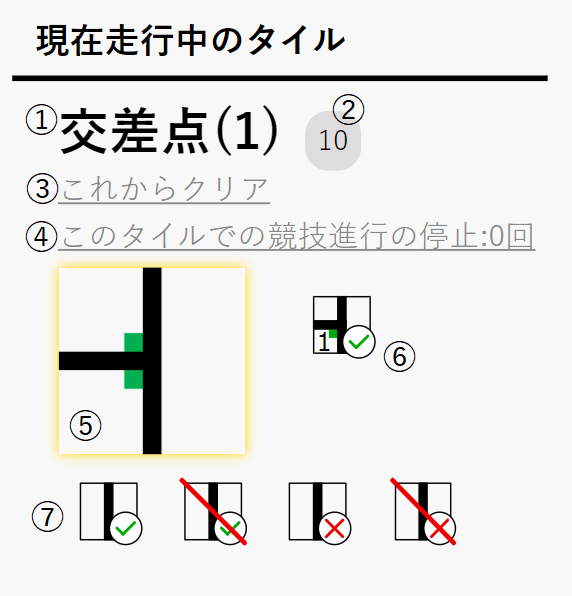 現在走行中のタイル
①交差点(1) ②10
③これからクリア
④このタイルでの競技進行の停止:0回
1
⑥
⑤
⑦